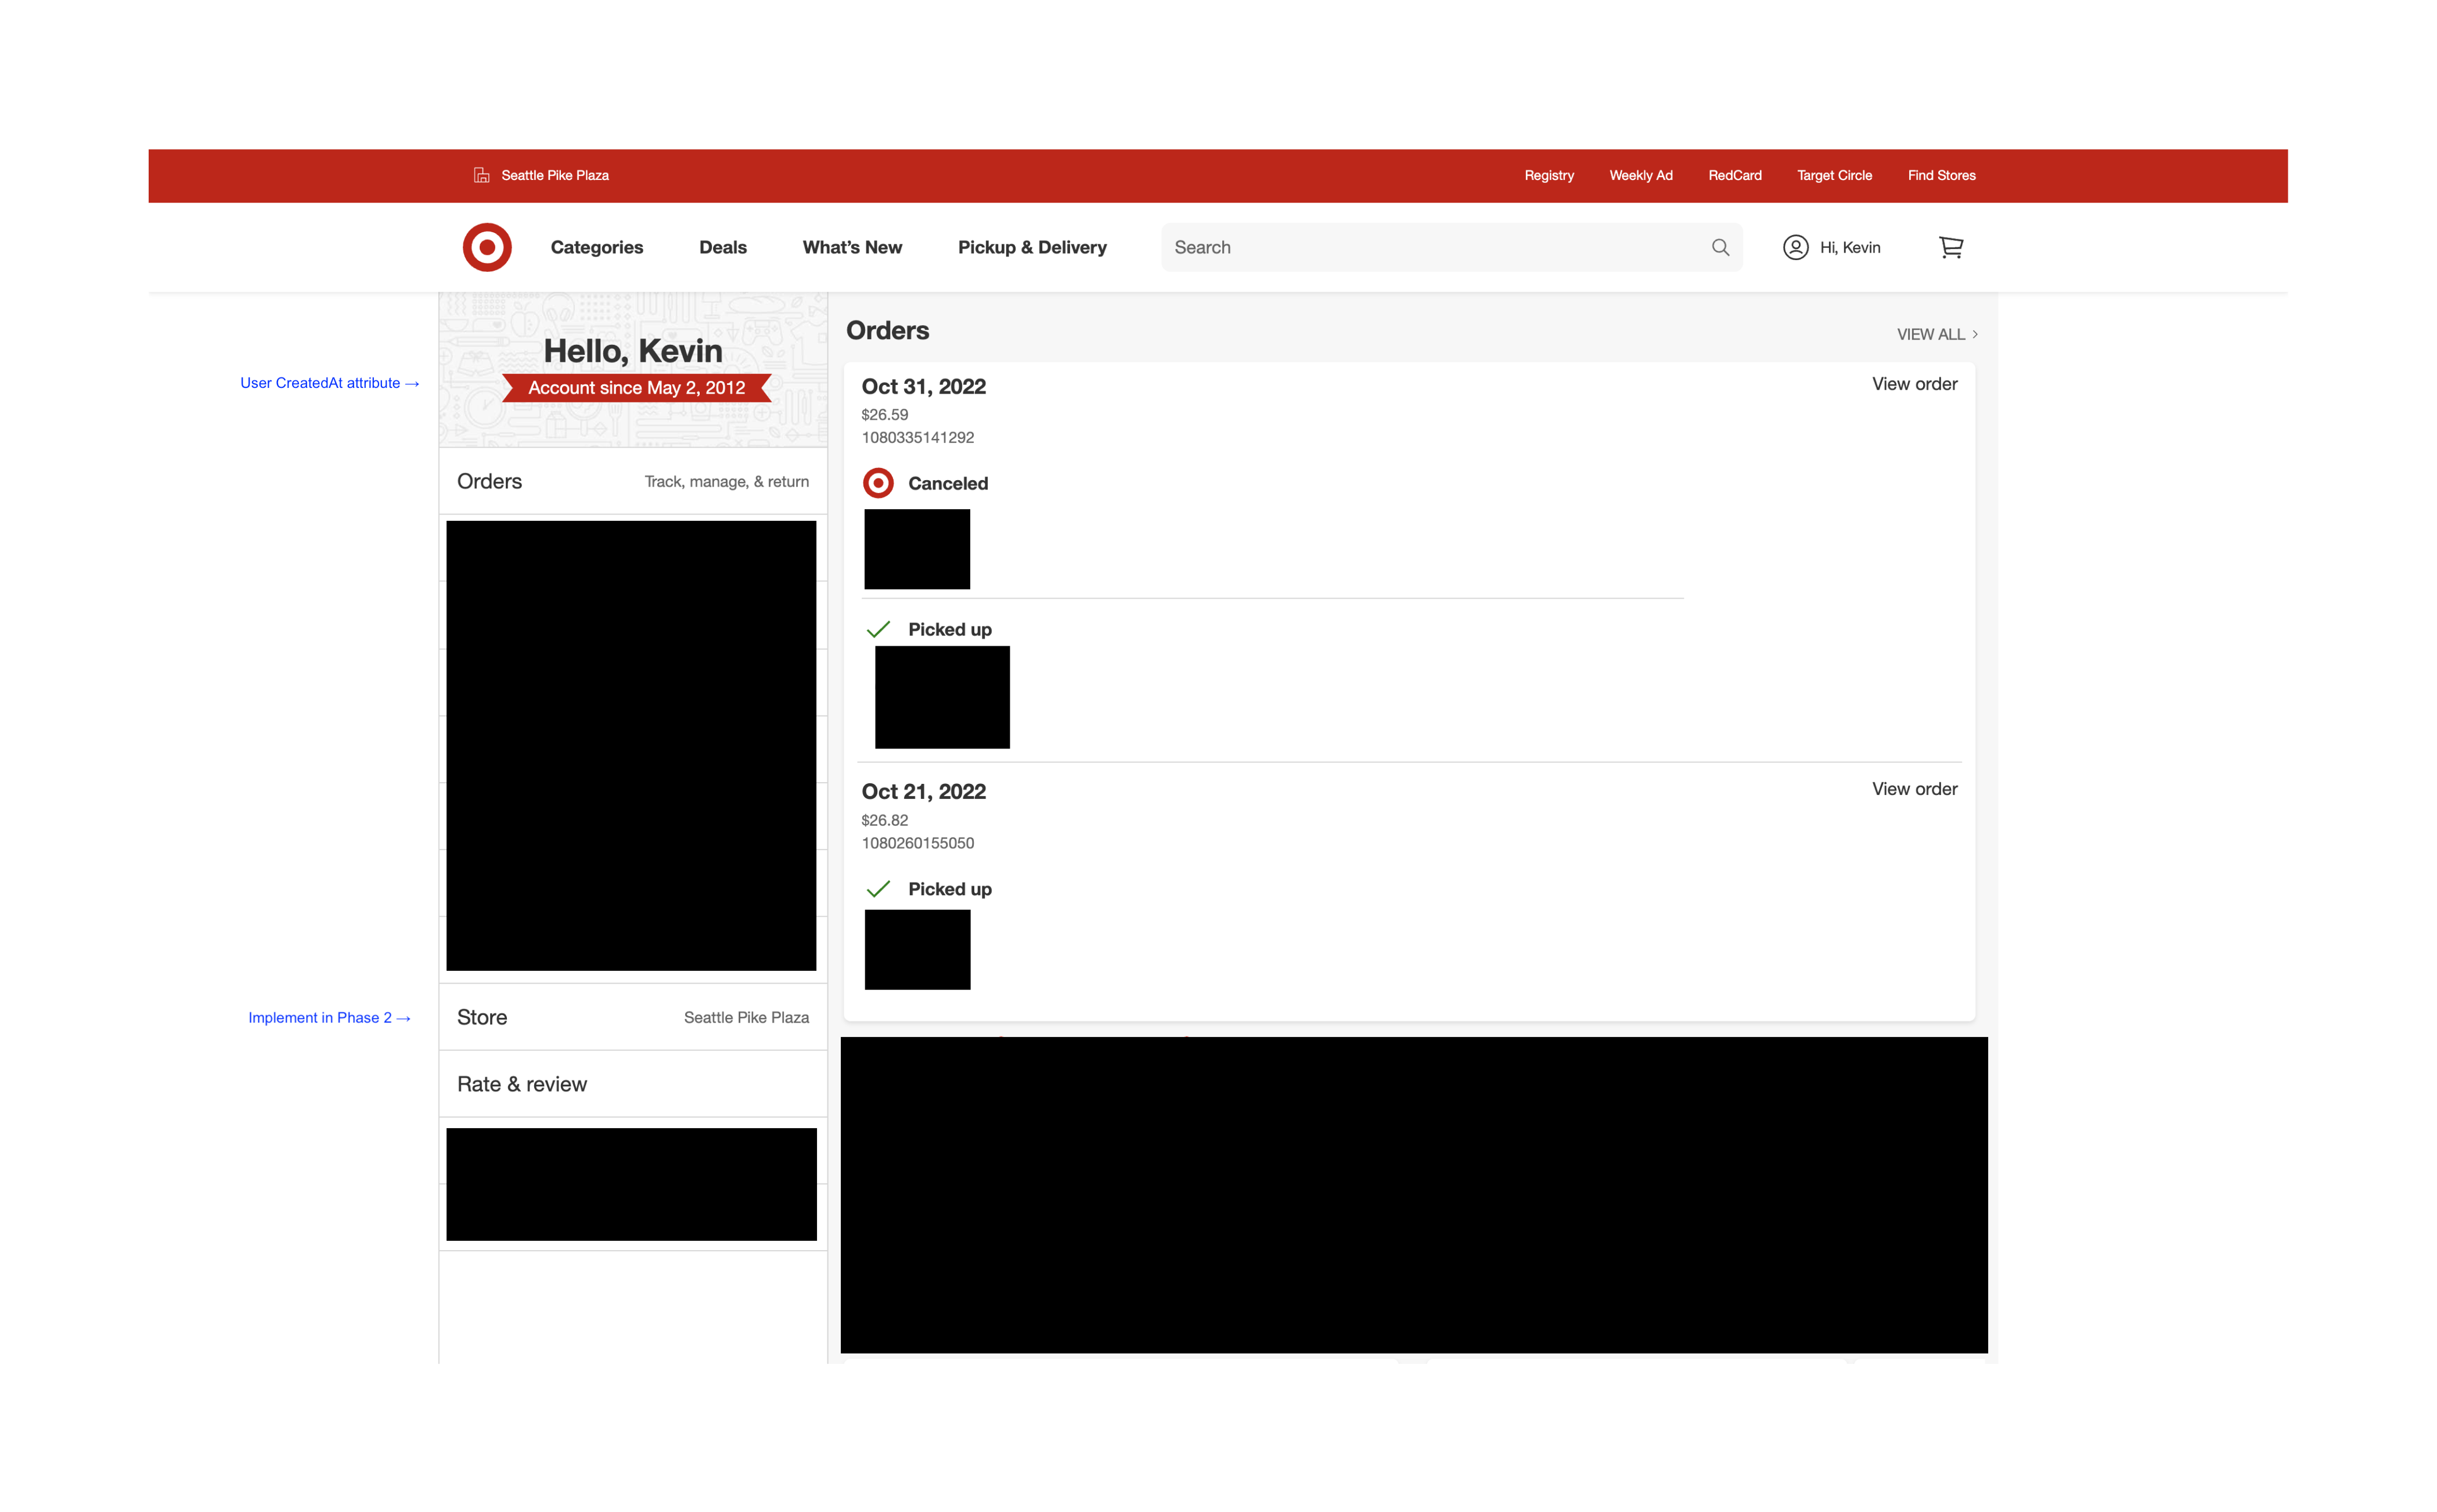 Seattle Pike Plaza
Registry Weekly Ad RedCard Target Circle Find Stores
Categories Deals What's New Pickup & Delivery Search Hi, Kevin
User CreatedAt attribute →
Hello, Kevin
Account since May 2, 2012
Orders Track, manage, & return
Implement in Phase 2 →
Store Seattle Pike Plaza
Rate & review
Orders VIEW ALL >
Oct 31, 2022 View order
$26.59
1080335141292
Canceled
Picked up
Oct 21, 2022 View order
$26.82
1080260155050
Picked up